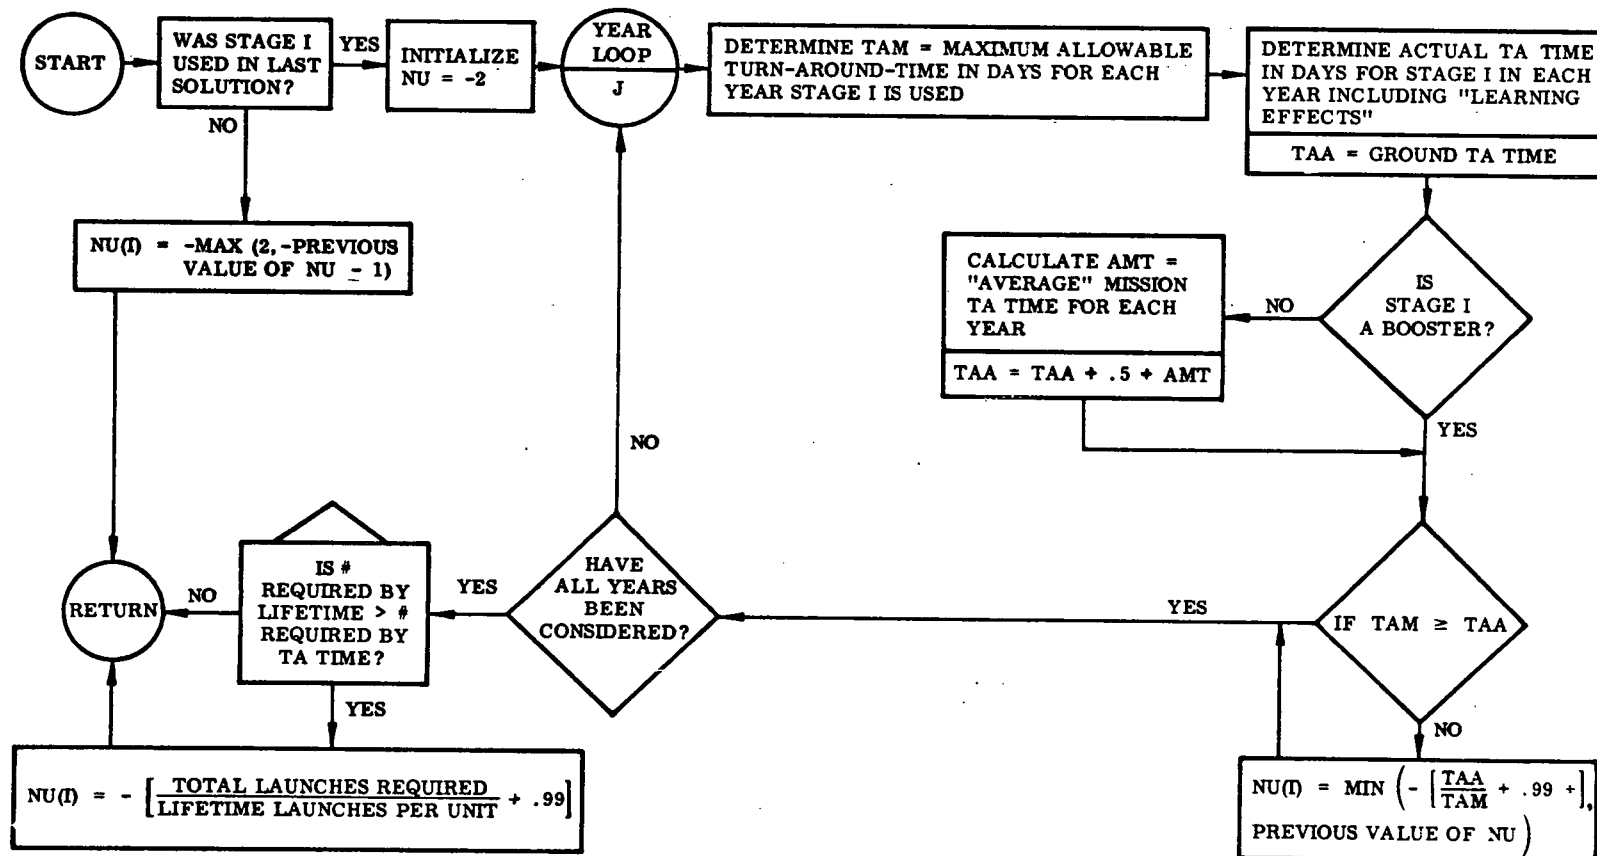 START
WAS STAGE I
USED IN LAST
SOLUTION?
YES
NO
INITIALIZE
NU = -2
YEAR
LOOP
J
DETERMINE TAM = MAXIMUM ALLOWABLE
TURN-AROUND-TIME IN DAYS FOR EACH
YEAR STAGE I IS USED
DETERMINE ACTUAL TA TIME
IN DAYS FOR STAGE I IN EACH
YEAR INCLUDING "LEARNING
EFFECTS"
TAA = GROUND TA TIME
NU(I) = -MAX (2, -PREVIOUS
VALUE OF NU - 1)
CALCULATE AMT =
"AVERAGE" MISSION
TA TIME FOR EACH
YEAR
TAA = TAA + .5 + AMT
NO
IS
STAGE I
A BOOSTER?
YES
NO
RETURN
NO
IS #
REQUIRED BY
LIFETIME > #
REQUIRED BY
TA TIME?
YES
YES
HAVE
ALL YEARS
BEEN
CONSIDERED?
YES
IF TAM ≥ TAA
NO
NU(I) = - [TOTAL LAUNCHES REQUIRED / LIFETIME LAUNCHES PER UNIT + .99]
NU(I) = MIN (- [TAA / TAM + .99 +],
PREVIOUS VALUE OF NU)